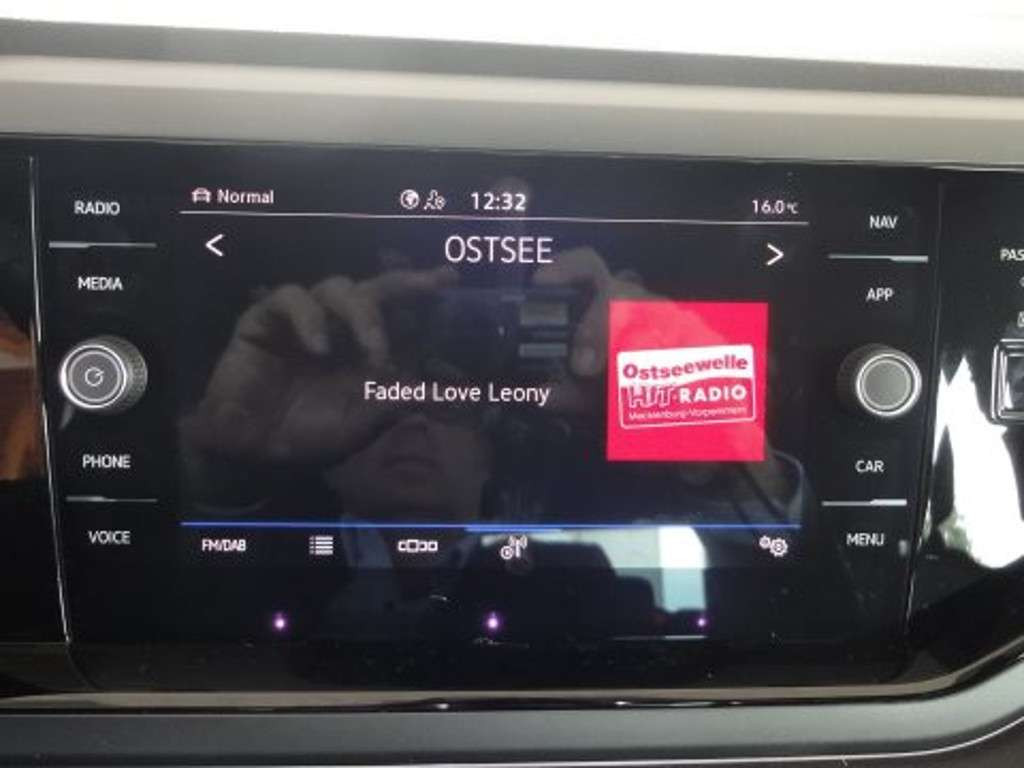 RADIO
MEDIA
PHONE
VOICE
Normal
12:32
16.0°C
OSTSEE
Faded Love Leony
Ostseewelle
HIT-RADIO
Mecklenburg-Vorpommern
FM/DAB
NAV
APP
CAR
MENU
PAS